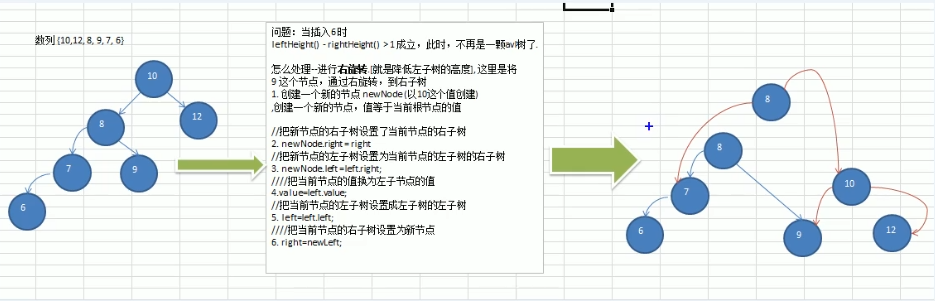 数列 {10,12, 8, 9, 7, 6}
10
8
12
7
9
6
问题：当插入6时
leftHeight() - rightHeight() > 1 成立，此时，不再是一颗avl树了.
怎么处理--进行右旋转.[就是降低左子树的高度], 这里是将
9 这个节点，通过右旋转，到右子树
1. 创建一个新的节点 newNode (以10这个值创建)
,创建一个新的节点，值等于当前根节点的值
//把新节点的右子树设置了当前节点的右子树
2. newNode.right = right
//把新节点的左子树设置为当前节点的左子树的右子树
3. newNode.left =left.right;
////把当前节点的值换为左子节点的值
4.value=left.value;
//把当前节点的左子树设置成左子树的左子树
5. left=left.left;
////把当前节点的右子树设置为新节点
6. right=newLeft;
8
8
7
10
6
9
12